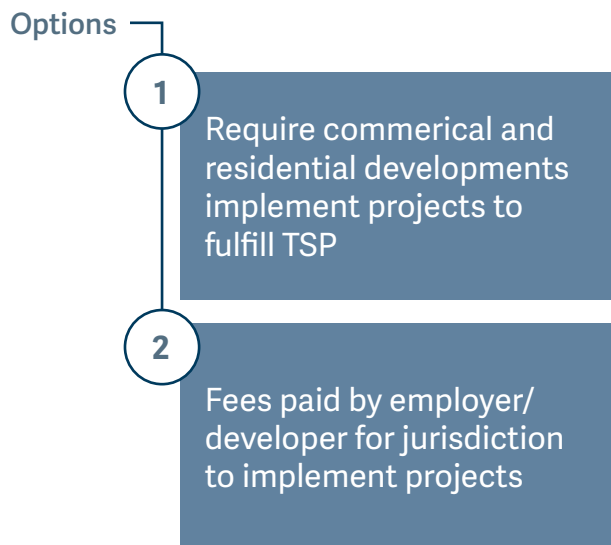 Options
1
Require commerical and
residential developments
implement projects to
fulfill TSP
2
Fees paid by employer/
developer for jurisdiction
to implement projects